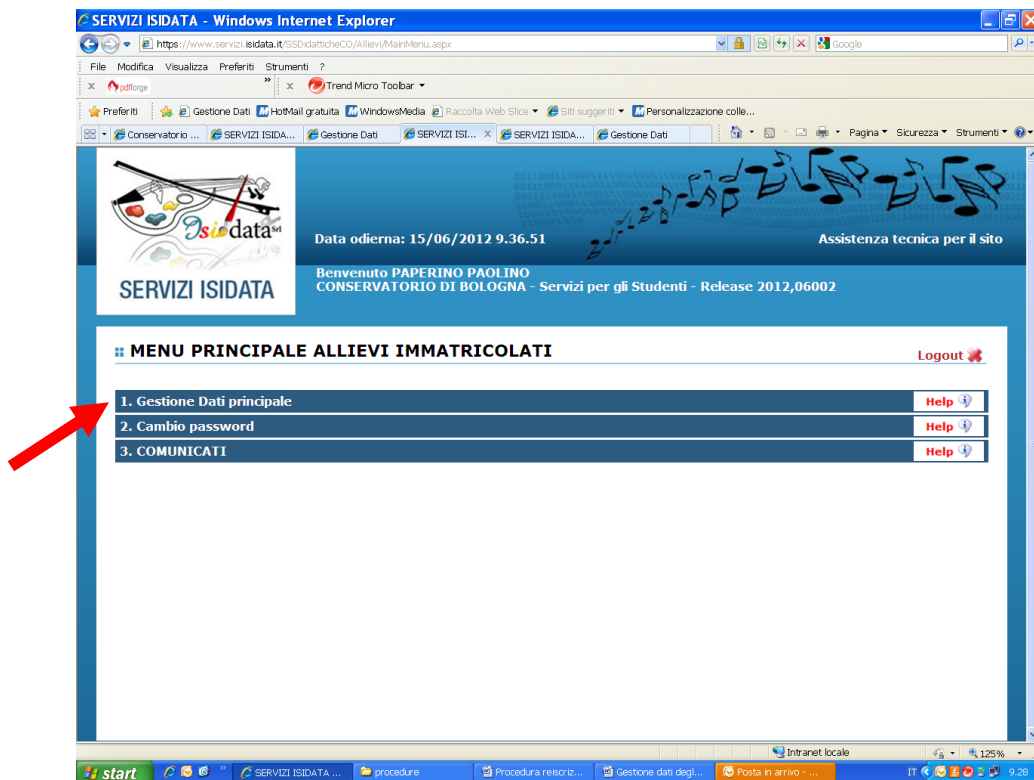 SERVIZI ISIDATA - Windows Internet Explorer
https://www.servizi.isidata.it/SSDidatticheCO/Allievi/MainMenu.aspx
Google
File Modifica Visualizza Preferiti Strumenti ?
x pdfforge » x Trend Micro Toolbar
Preferiti Gestione Dati HotMail gratuita WindowsMedia Raccolta Web Slice Siti suggeriti Personalizzazione colle...
Conservatorio ... SERVIZI ISIDA... Gestione Dati SERVIZI ISI... x SERVIZI ISIDA... Gestione Dati Pagina Sicurezza Strumenti
Isidata srl
SERVIZI ISIDATA
Data odierna: 15/06/2012 9.36.51
Assistenza tecnica per il sito
Benvenuto PAPERINO PAOLINO
CONSERVATORIO DI BOLOGNA - Servizi per gli Studenti - Release 2012,06002
MENU PRINCIPALE ALLIEVI IMMATRICOLATI
Logout
1. Gestione Dati principale Help
2. Cambio password Help
3. COMUNICATI Help
Intranet locale 125%
start » SERVIZI ISIDATA ... procedure Procedura reiscriz... Gestione dati degl... Posta in arrivo - ... IT 9.28